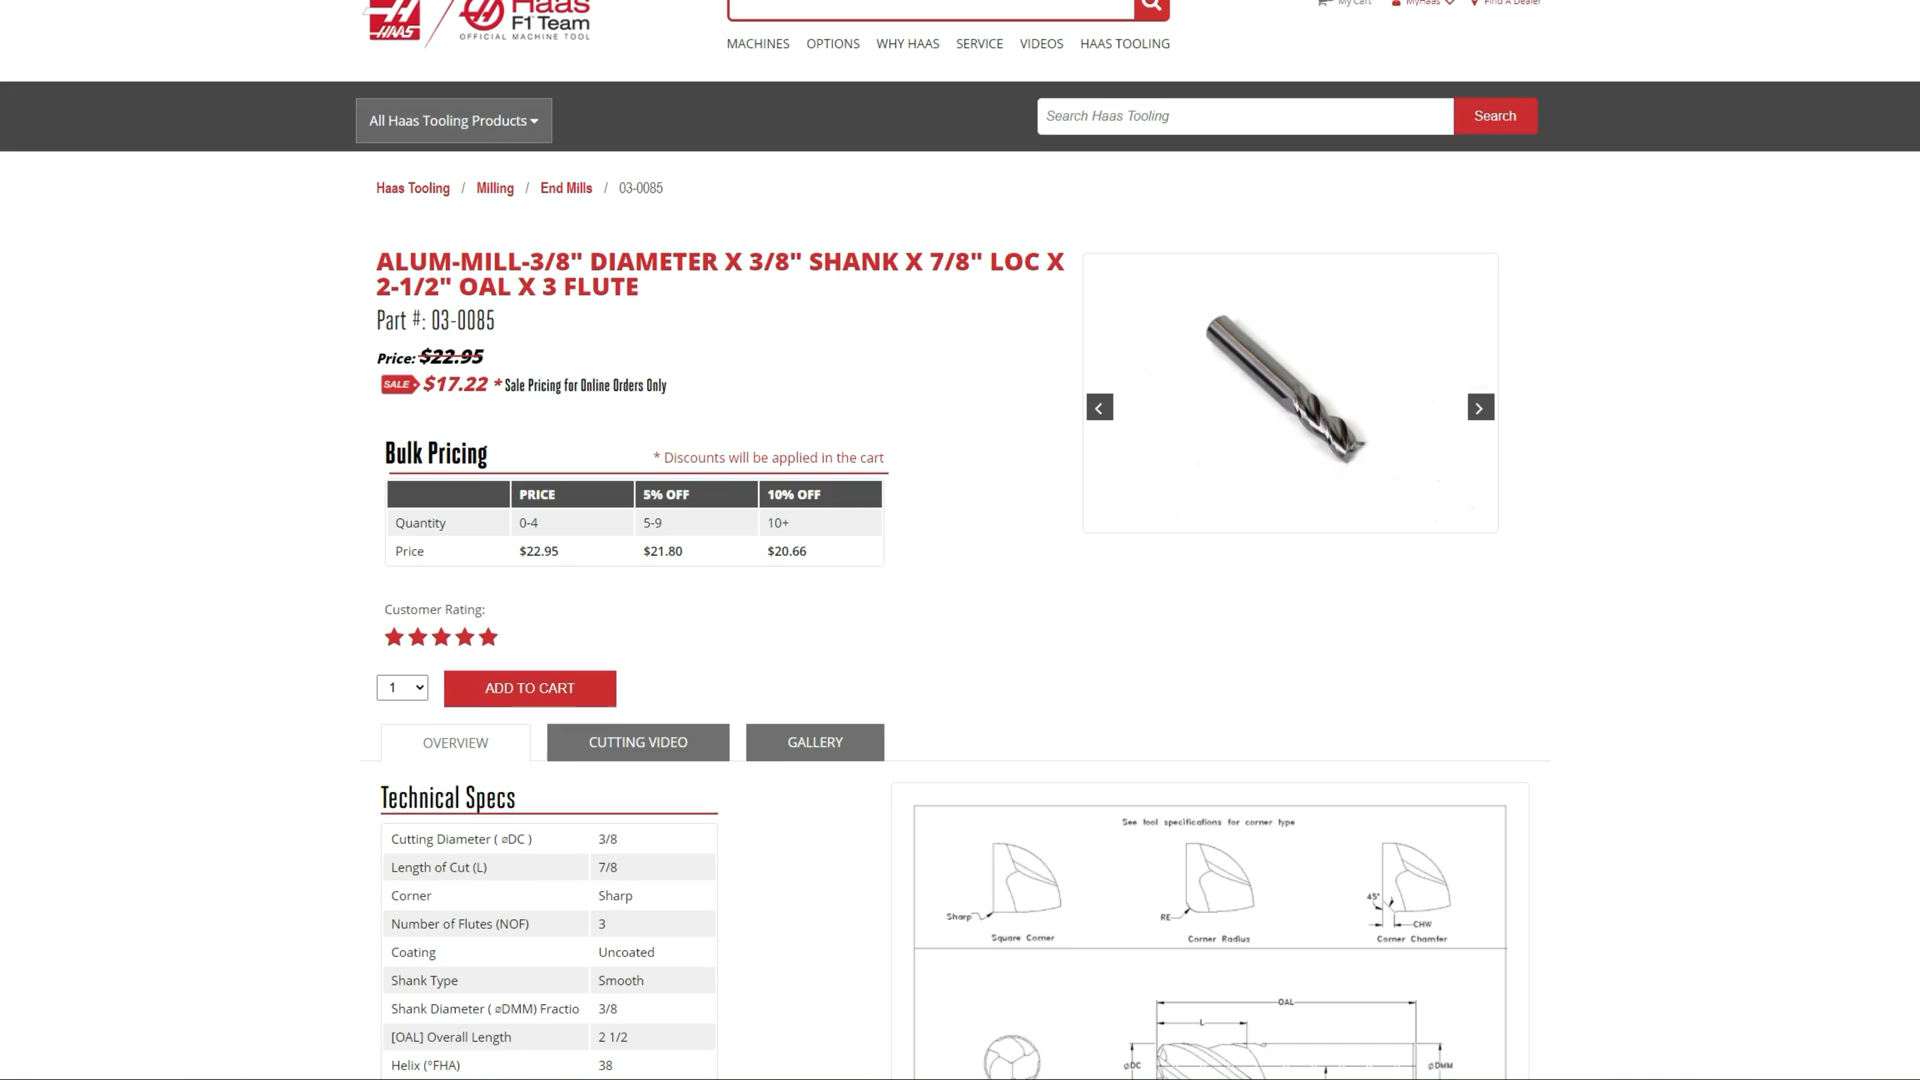 HAAS
Haas
F1 Team
OFFICIAL MACHINE TOOL
My Cart
MyHaas
Find A Dealer
MACHINES
OPTIONS
WHY HAAS
SERVICE
VIDEOS
HAAS TOOLING
All Haas Tooling Products
Search Haas Tooling
Search
Haas Tooling / Milling / End Mills / 03-0085
ALUM-MILL-3/8" DIAMETER X 3/8" SHANK X 7/8" LOC X
2-1/2" OAL X 3 FLUTE
Part #: 03-0085
Price: $22.95
SALE $17.22 * Sale Pricing for Online Orders Only
Bulk Pricing
* Discounts will be applied in the cart
PRICE 5% OFF 10% OFF
Quantity 0-4 5-9 10+
Price $22.95 $21.80 $20.66
Customer Rating:
1
ADD TO CART
OVERVIEW
CUTTING VIDEO
GALLERY
Technical Specs
Cutting Diameter ( ⌀DC ) 3/8
Length of Cut (L) 7/8
Corner Sharp
Number of Flutes (NOF) 3
Coating Uncoated
Shank Type Smooth
Shank Diameter ( ⌀DMM) Fractio 3/8
[OAL] Overall Length 2 1/2
Helix (°FHA) 38
See tool specifications for corner type
Sharp
Square Corner
RE
Corner Radius
45°
CHW
Corner Chamfer
OAL
L
⌀DC
⌀DMM